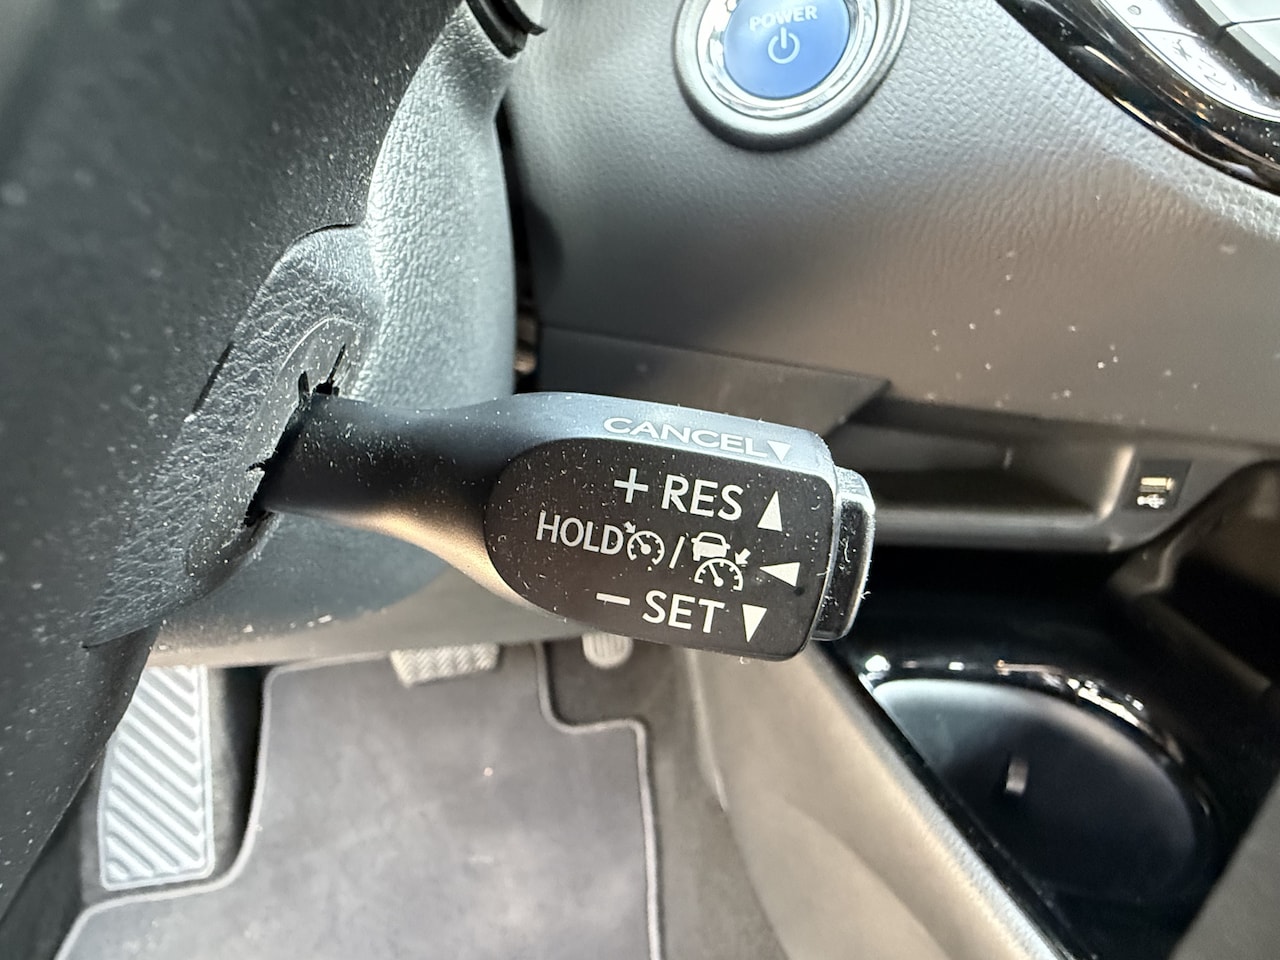 POWER
CANCEL▼
+ RES ▲
HOLD / ◀
− SET ▼